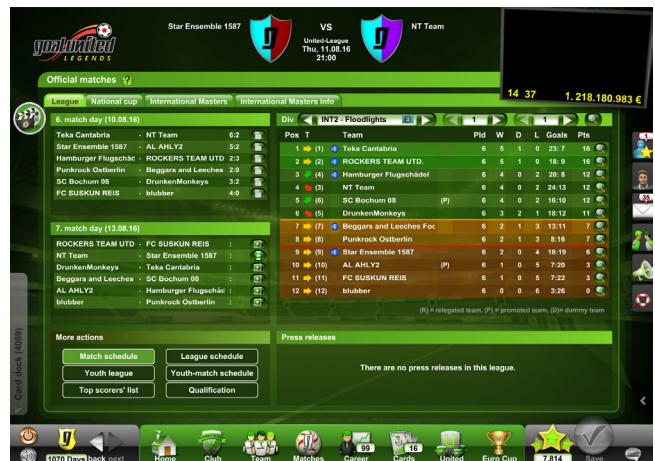 goalunited
LEGENDS
Star Ensemble 1587
VS
NT Team
United-League
Thu, 11.08.16
21:00
14 37 1.218.180.983 €
Official matches ?
League National cup International Masters International Masters info
6. match day (10.08.16)
Teka Cantabria - NT Team 6:2
Star Ensemble 1587 - AL AHLY2 5:2
Hamburger Flugschäc - ROCKERS TEAM UTD 2:3
Punkrock Ostberlin - Beggars and Leeches 2:0
SC Bochum 08 - DrunkenMonkeys 3:2
FC SUSKUN REIS - blubber 4:0
7. match day (13.08.16)
ROCKERS TEAM UTD - FC SUSKUN REIS :
NT Team - Star Ensemble 1587 :
DrunkenMonkeys - Teka Cantabria :
Beggars and Leeches - SC Bochum 08 :
AL AHLY2 - Hamburger Flugschäc :
blubber - Punkrock Ostberlin :
Div INT2 - Floodlights 1 1
Pos T Team Pld W D L Goals Pts
1 (1) Teka Cantabria 6 5 1 0 23: 7 16
2 (2) ROCKERS TEAM UTD. 6 5 1 0 18: 9 16
3 (4) Hamburger Flugschädel 6 4 0 2 20: 8 12
4 (3) NT Team 6 4 0 2 24:13 12
5 (6) SC Bochum 08 (P) 6 4 0 2 16:10 12
6 (5) DrunkenMonkeys 6 3 2 1 18:12 11
7 (7) Beggars and Leeches Foo 6 2 1 3 13:11 7
8 (8) Punkrock Ostberlin 6 2 1 3 8:16 7
9 (9) Star Ensemble 1587 6 2 0 4 16:19 6
10 (10) AL AHLY2 (P) 6 1 0 5 7:20 3
11 (11) FC SUSKUN REIS 6 1 0 5 7:22 3
12 (12) blubber 6 0 0 6 3:26 0
(R) = relegated team, (P) = promoted team, (D)= dummy team
More actions
Match schedule League schedule
Youth league Youth-match schedule
Top scorers' list Qualification
Press releases
There are no press releases in this league.
Card deck (4069)
1
35
1070 Days back next Home Club Team Matches 99 Career 16 Cards United Euro Cup 7.814 Save